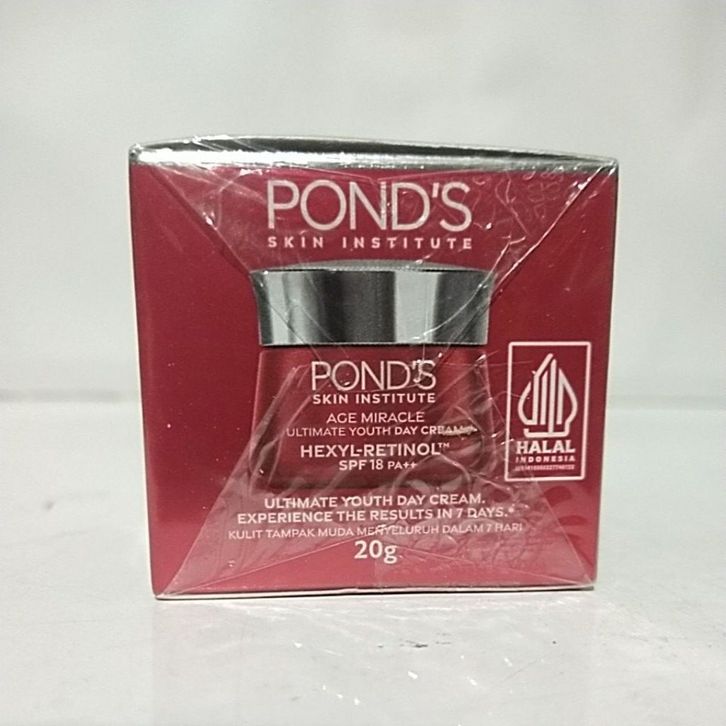 POND'S
SKIN INSTITUTE
POND'S
SKIN INSTITUTE
AGE MIRACLE
ULTIMATE YOUTH DAY CREAM
HEXYL-RETINOL™
SPF 18 PA++
HALAL
INDONESIA
ULTIMATE YOUTH DAY CREAM.
EXPERIENCE THE RESULTS IN 7 DAYS.*
KULIT TAMPAK MUDA MENYELURUH DALAM 7 HARI
20g